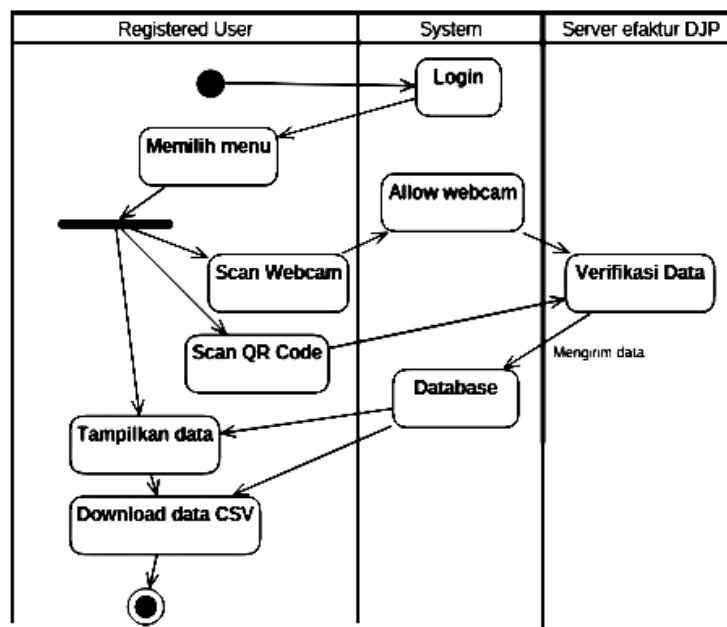 Registered User
System
Server efaktur DJP
Login
Memilih menu
Allow webcam
Scan Webcam
Verifikasi Data
Scan QR Code
Mengirim data
Database
Tampilkan data
Download data CSV